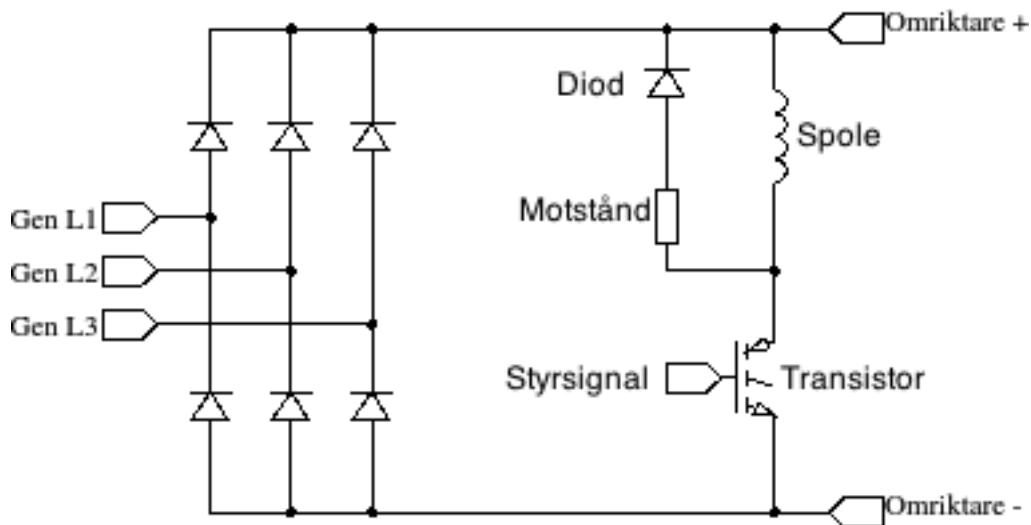 Omriktare +
Diod
Spole
Motstånd
Gen L1
Gen L2
Gen L3
Styrsignal
Transistor
Omriktare -